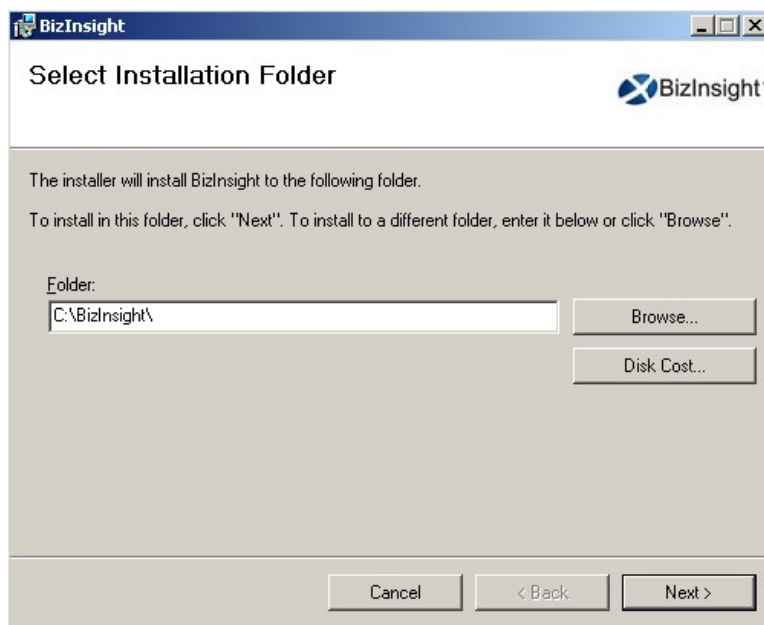 BizInsight
Select Installation Folder
BizInsight
The installer will install BizInsight to the following folder.
To install in this folder, click "Next". To install to a different folder, enter it below or click "Browse".
Folder:
C:\BizInsight\
Browse...
Disk Cost...
Cancel
< Back
Next >